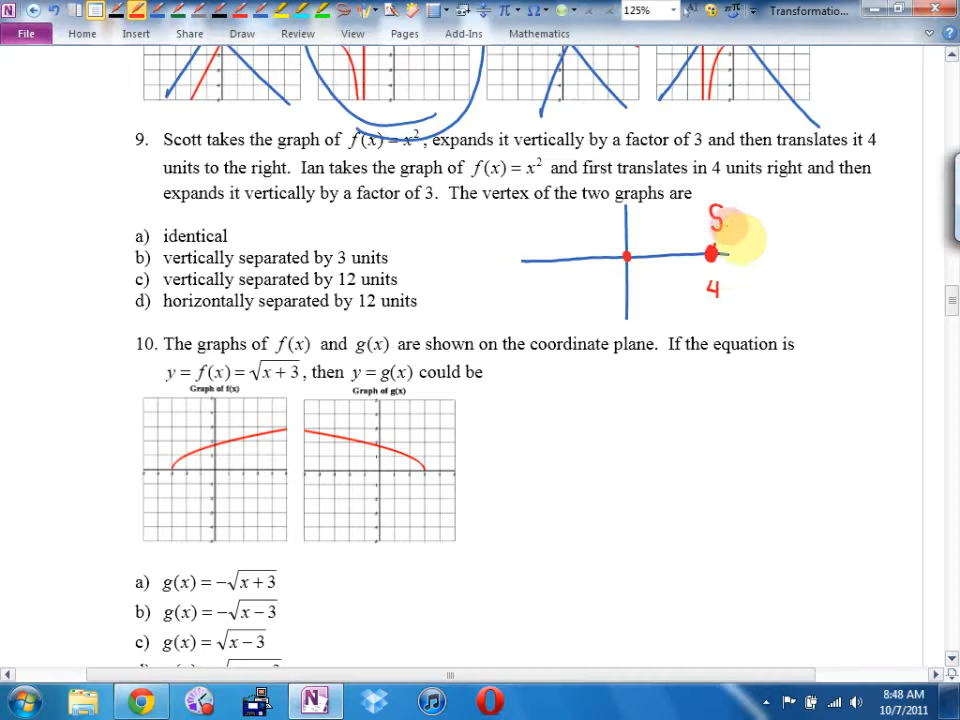 125%
Transformatio...
File Home Insert Share Draw Review View Pages Add-Ins Mathematics
9. Scott takes the graph of f(x) = x², expands it vertically by a factor of 3 and then translates it 4
units to the right. Ian takes the graph of f(x) = x² and first translates in 4 units right and then
expands it vertically by a factor of 3. The vertex of the two graphs are
S
a) identical
b) vertically separated by 3 units
c) vertically separated by 12 units
d) horizontally separated by 12 units
4
10. The graphs of f(x) and g(x) are shown on the coordinate plane. If the equation is
y = f(x) = √(x + 3), then y = g(x) could be
Graph of f(x) Graph of g(x)
a) g(x) = −√(x + 3)
b) g(x) = −√(x − 3)
c) g(x) = √(x − 3)
8:48 AM
10/7/2011